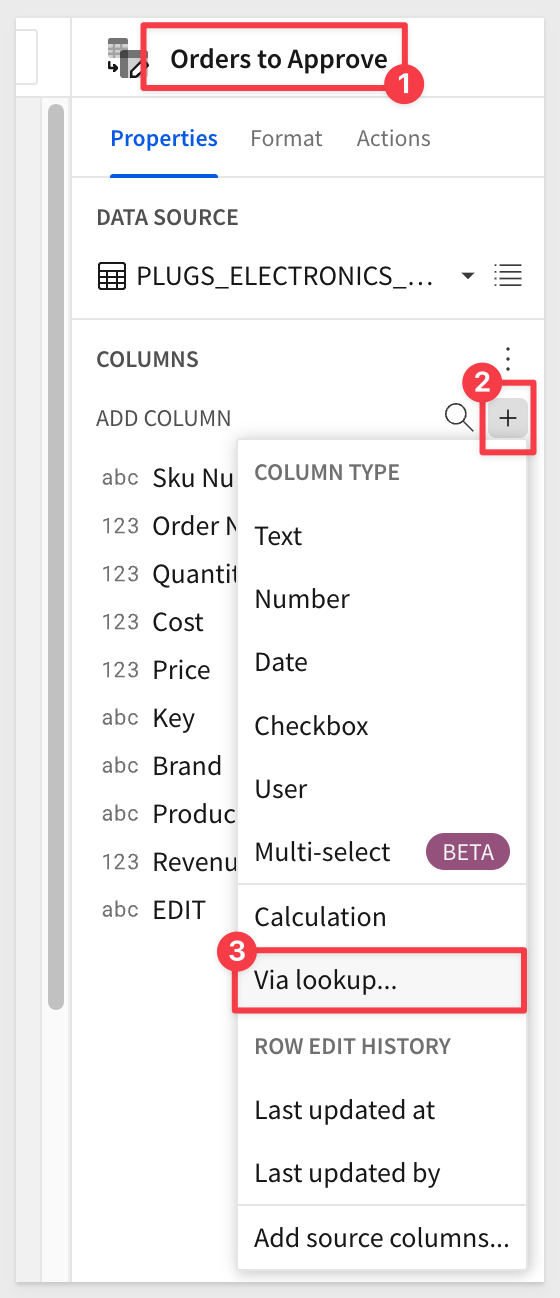 Orders to Approve
1
Properties Format Actions
DATA SOURCE
PLUGS_ELECTRONICS_...
COLUMNS
2
ADD COLUMN
+
COLUMN TYPE
abc Sku Nu
Text
123 Order N
123 Quantit
Number
123 Cost
Date
123 Price
abc Key
Checkbox
abc Brand
User
abc Produc
Multi-select BETA
123 Revenu
abc EDIT
Calculation
3
Via lookup...
ROW EDIT HISTORY
Last updated at
Last updated by
Add source columns...